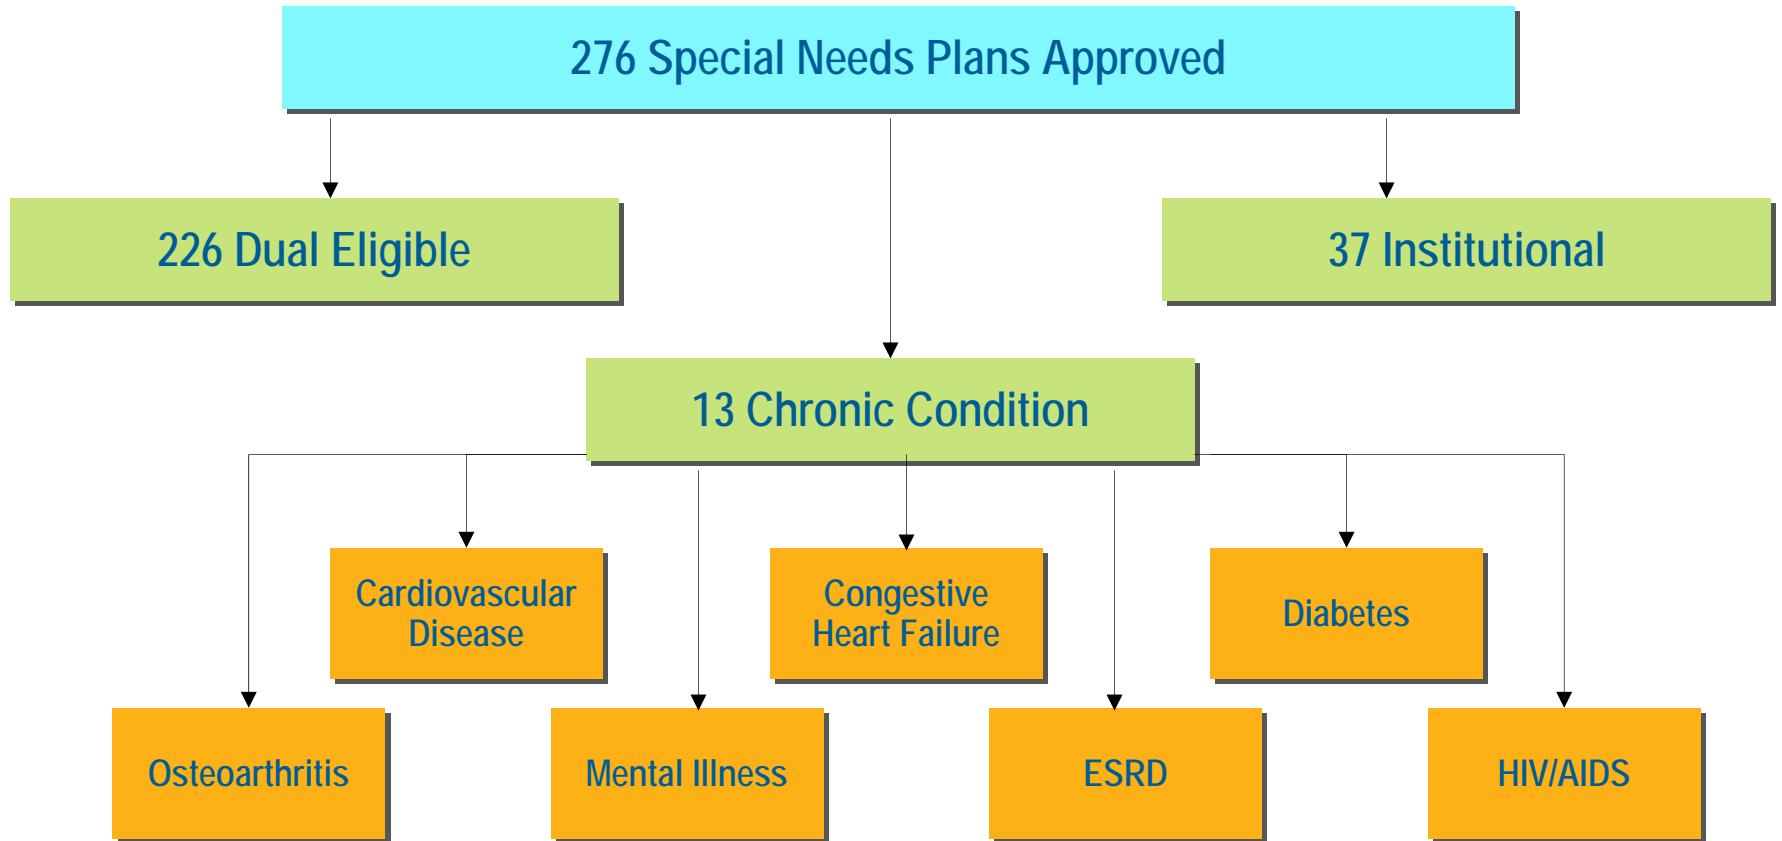 276 Special Needs Plans Approved
226 Dual Eligible
37 Institutional
13 Chronic Condition
Cardiovascular
Disease
Congestive
Heart Failure
Diabetes
Osteoarthritis
Mental Illness
ESRD
HIV/AIDS